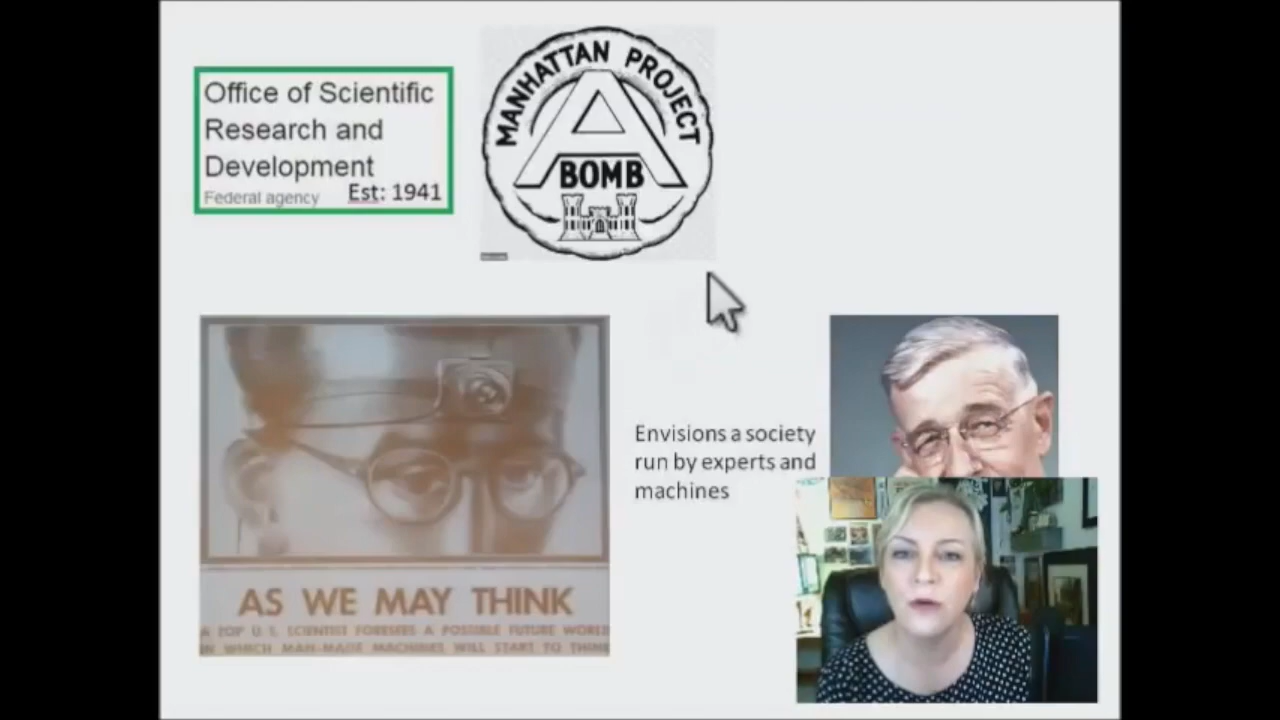 Office of Scientific
Research and
Development
Federal agency
Est: 1941
MANHATTAN PROJECT
A
BOMB
Envisions a society
run by experts and
machines
AS WE MAY THINK
A TOP U.S. SCIENTIST FORESEES A POSSIBLE FUTURE WORLD
IN WHICH MAN-MADE MACHINES WILL START TO THINK